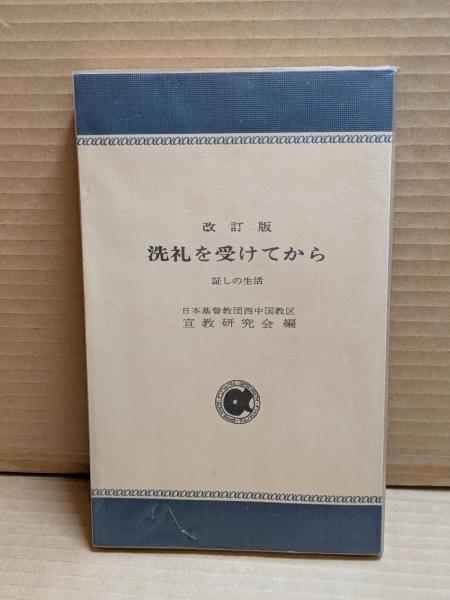 改訂版
洗礼を受けてから
証しの生活
日本基督教団西中国教区
宣教研究会編